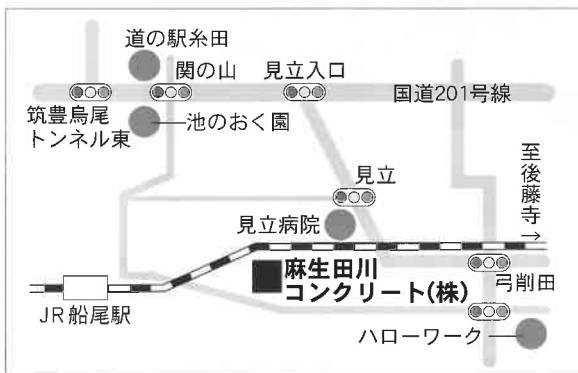 道の駅糸田
関の山
見立入口
国道201号線
筑豊烏尾
トンネル東
池のおく園
至後藤寺→
見立
見立病院
麻生田川
コンクリート(株)
弓削田
JR船尾駅
ハローワーク